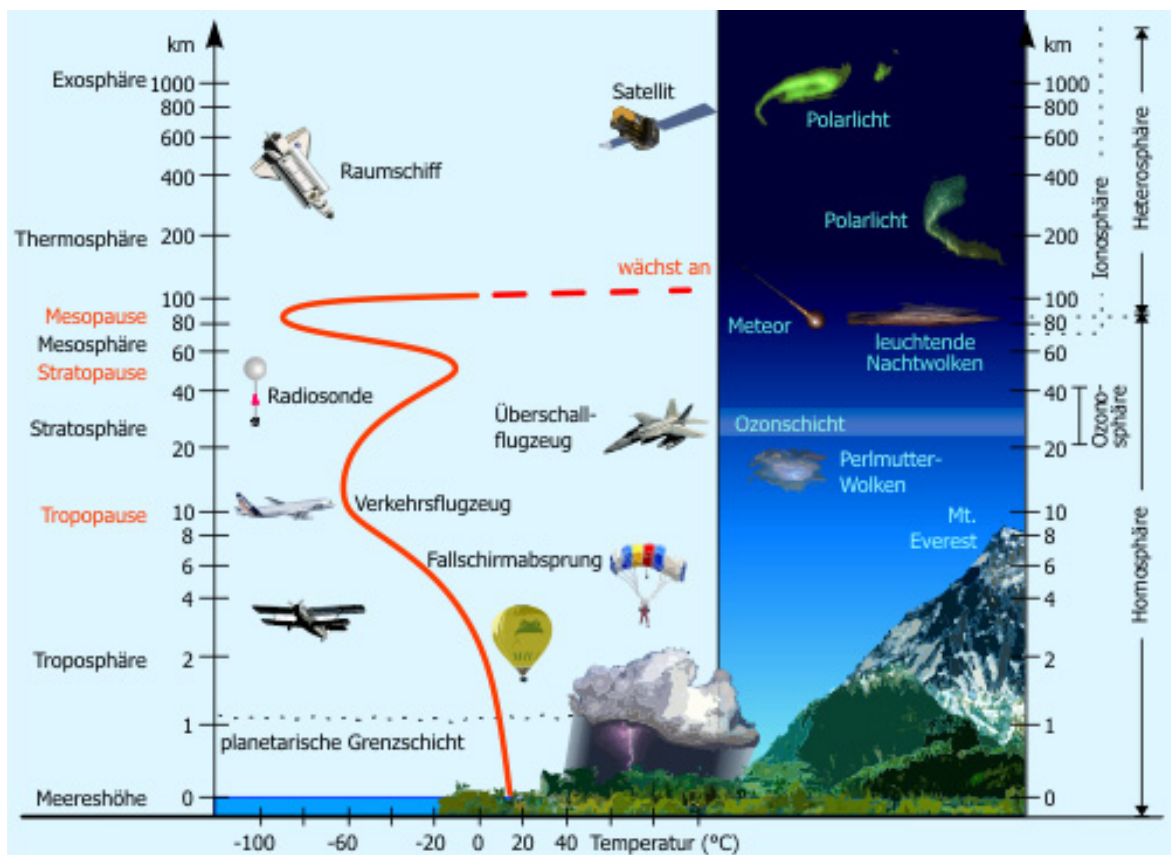 km
km
Exosphäre
1000
1000
800
800
Satellit
Polarlicht
600
600
Raumschiff
400
400
Heterosphäre
Ionosphäre
Polarlicht
Thermosphäre
200
200
wächst an
100
100
Mesopause
80
80
Meteor
leuchtende
Nachtwolken
Mesosphäre
60
60
Stratopause
40
40
Radiosonde
Überschall-
flugzeug
Ozonschicht
Ozono-
sphäre
Stratosphäre
20
20
Perlmutter-
Wolken
Verkehrsflugzeug
Tropopause
10
10
Mt.
Everest
8
8
Fallschirmabsprung
6
6
4
4
Homosphäre
Troposphäre
2
2
1
1
planetarische Grenzschicht
Meereshöhe
0
0
-100
-60
-20
0
20
40
Temperatur (°C)